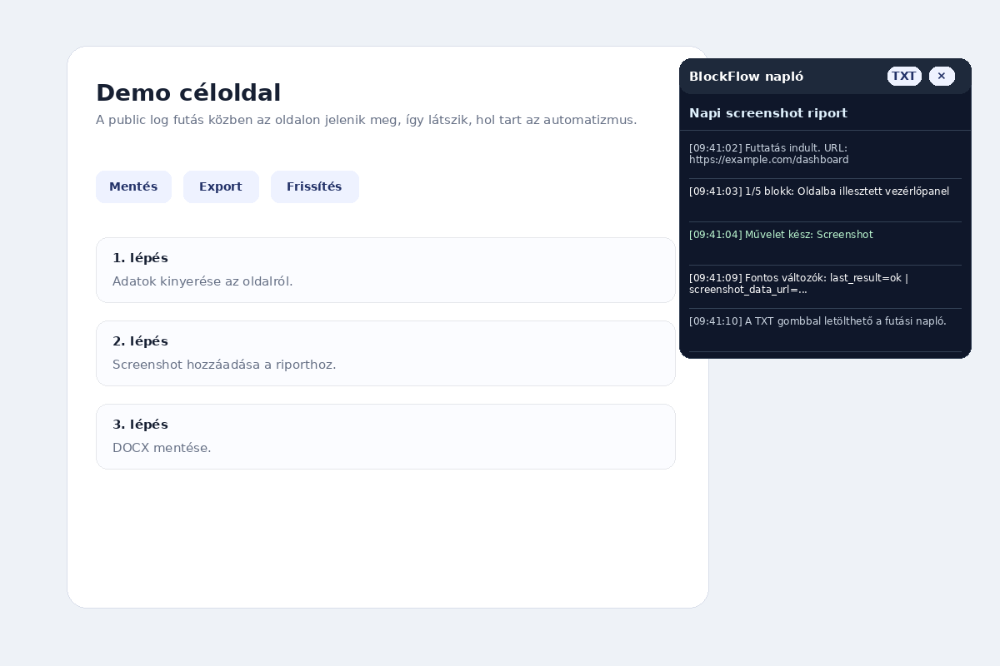 Demo céloldal
A public log futás közben az oldalon jelenik meg, így látszik, hol tart az automatizmus.
Mentés
Export
Frissítés
1. lépés
Adatok kinyerése az oldalról.
2. lépés
Screenshot hozzáadása a riporthoz.
3. lépés
DOCX mentése.
BlockFlow napló
TXT
×
Napi screenshot riport
[09:41:02] Futtatás indult. URL:
https://example.com/dashboard
[09:41:03] 1/5 blokk: Oldalba illesztett vezérlőpanel
[09:41:04] Művelet kész: Screenshot
[09:41:09] Fontos változók: last_result=ok |
screenshot_data_url=...
[09:41:10] A TXT gombbal letölthető a futási napló.